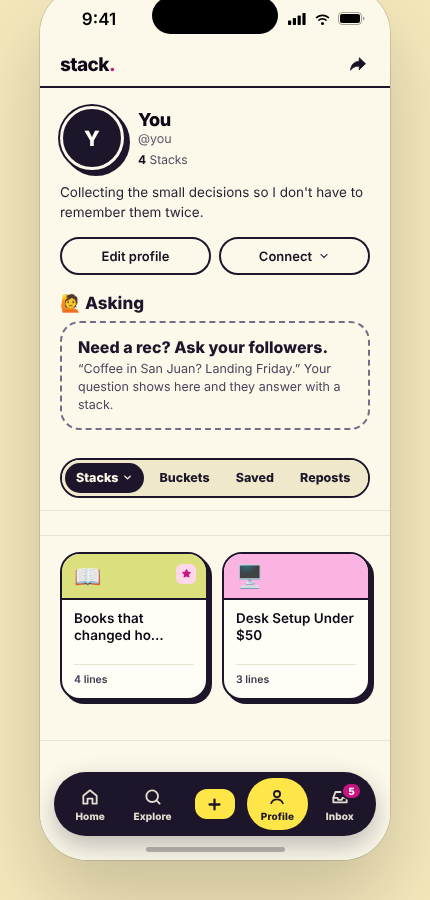 9:41
stack.
Y
You
@you
4 Stacks
Collecting the small decisions so I don't have to
remember them twice.
Edit profile
Connect
🙋 Asking
Need a rec? Ask your followers.
“Coffee in San Juan? Landing Friday.” Your
question shows here and they answer with a
stack.
Stacks
Buckets
Saved
Reposts
Books that
changed ho...
4 lines
Desk Setup Under
$50
3 lines
Home
Explore
Profile
5
Inbox